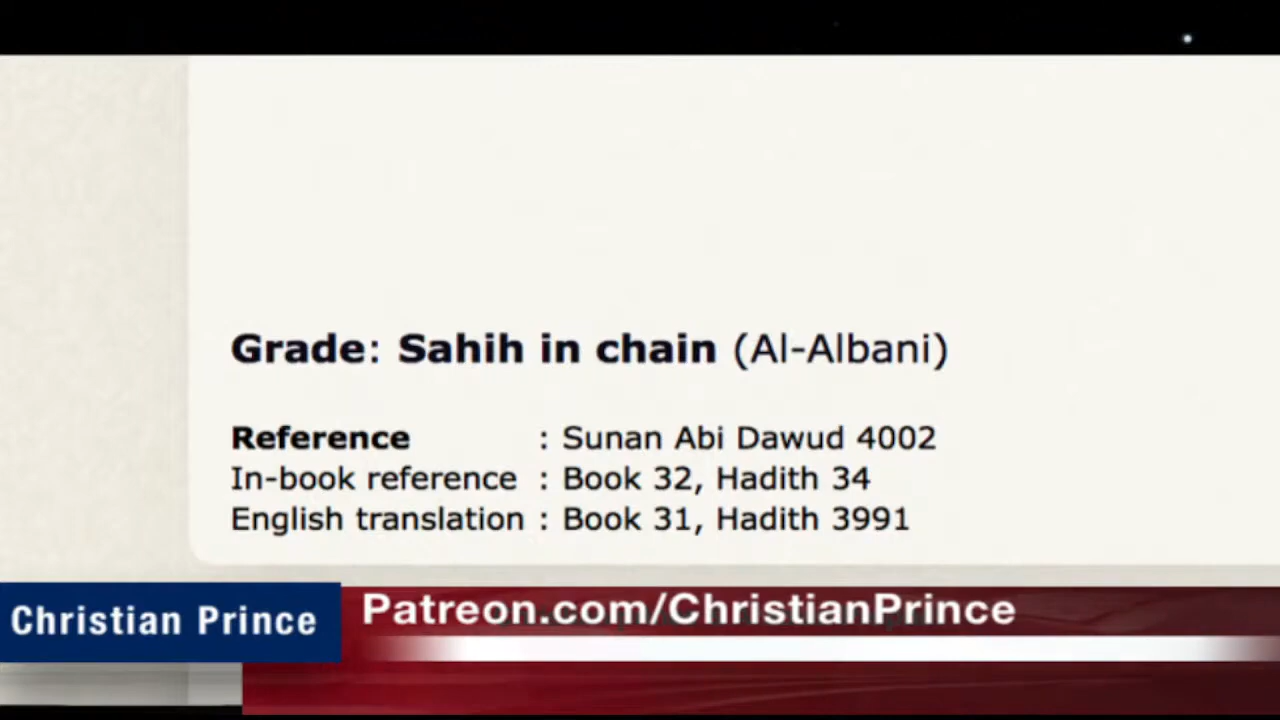 Grade: Sahih in chain (Al-Albani)
Reference : Sunan Abi Dawud 4002
In-book reference : Book 32, Hadith 34
English translation : Book 31, Hadith 3991
Christian Prince
Patreon.com/ChristianPrince